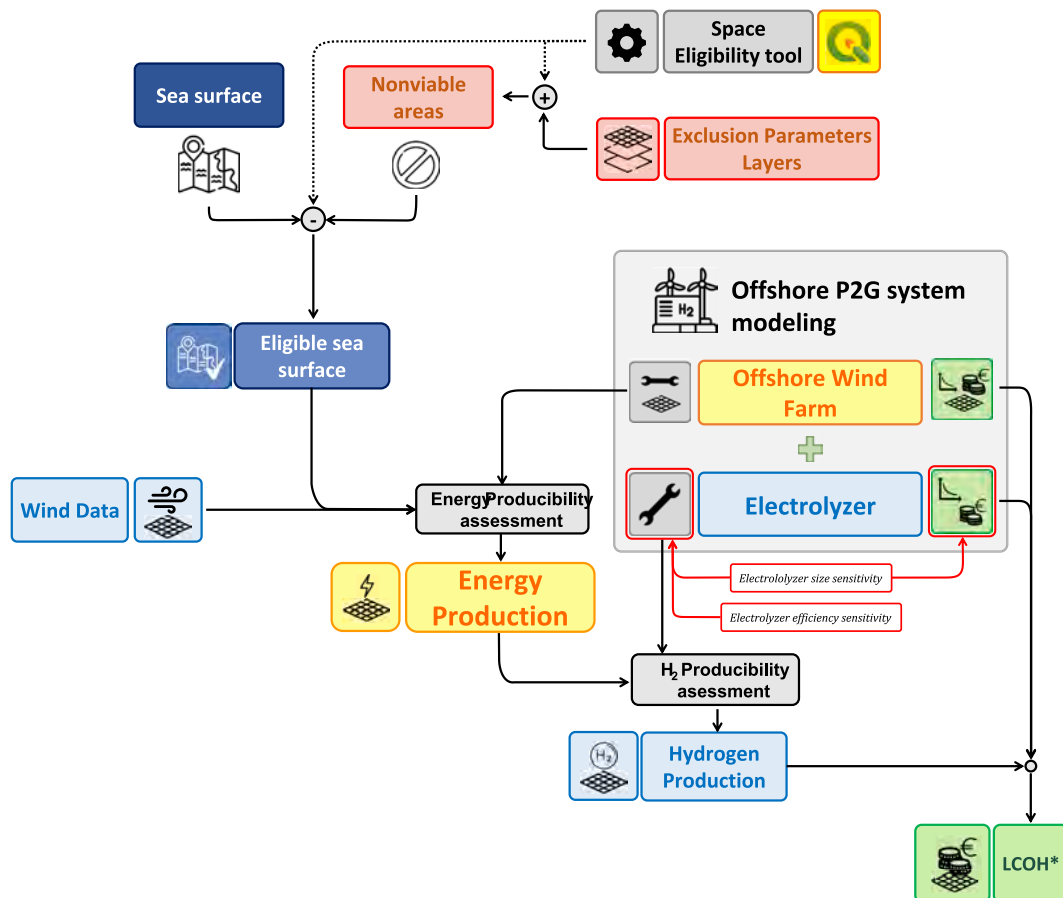 Space
Eligibility tool
Sea surface
Nonviable
areas
+
Exclusion Parameters
Layers
-
Offshore P2G system
modeling
H2
Eligible sea
surface
Offshore Wind
Farm
€
Wind Data
Energy Producibility
assessment
Electrolyzer
€
Electrololyzer size sensitivity
Energy
Production
Electrolyzer efficiency sensitivity
H2 Producibility
asessment
H2
Hydrogen
Production
€
LCOH*